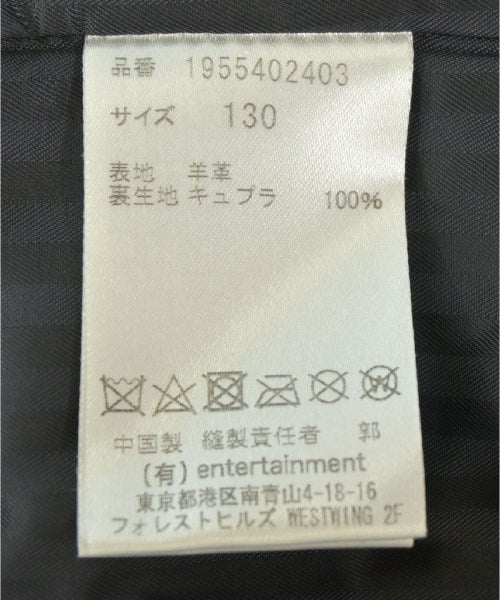 品番 1955402403
サイズ 130
表地 羊革
裏生地 キュプラ 100%
中国製 縫製責任者 郭
(有) entertainment
東京都港区南青山4-18-16
フォレストヒルズ WESTWING 2F